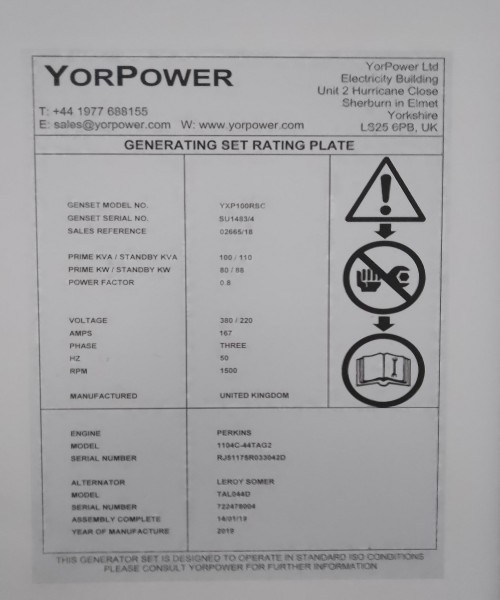 YORPOWER
T: +44 1977 688155
E: sales@yorpower.com W: www.yorpower.com
YorPower Ltd
Electricity Building
Unit 2 Hurricane Close
Sherburn in Elmet
Yorkshire
LS25 6PB, UK
GENERATING SET RATING PLATE
GENSET MODEL NO. YXP100RSC
GENSET SERIAL NO. SU1483/4
SALES REFERENCE 02665/18
PRIME KVA / STANDBY KVA 100 / 110
PRIME KW / STANDBY KW 80 / 88
POWER FACTOR 0.8
VOLTAGE 380 / 220
AMPS 167
PHASE THREE
HZ 50
RPM 1500
MANUFACTURED UNITED KINGDOM
ENGINE PERKINS
MODEL 1104C-44TAG2
SERIAL NUMBER RJ51175R033042D
ALTERNATOR LEROY SOMER
MODEL TAL044D
SERIAL NUMBER 722478004
ASSEMBLY COMPLETE 14/01/19
YEAR OF MANUFACTURE 2019
THIS GENERATOR SET IS DESIGNED TO OPERATE IN STANDARD ISO CONDITIONS
PLEASE CONSULT YORPOWER FOR FURTHER INFORMATION